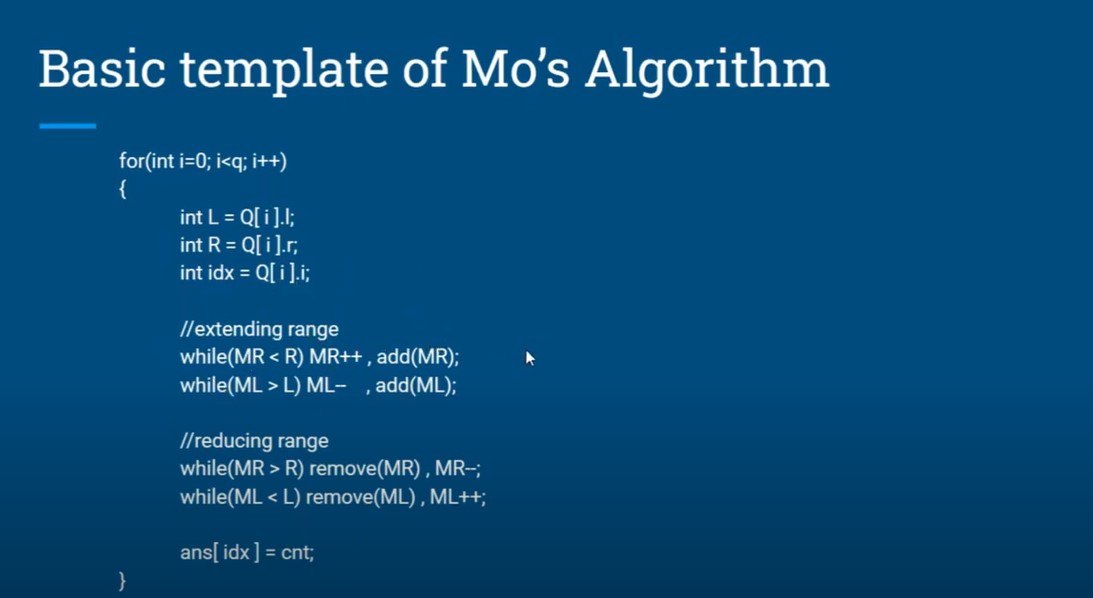 Basic template of Mo's Algorithm
for(int i=0; i<q; i++)
{
int L = Q[ i ].l;
int R = Q[ i ].r;
int idx = Q[ i ].i;
//extending range
while(MR < R) MR++ , add(MR);
while(ML > L) ML-- , add(ML);
//reducing range
while(MR > R) remove(MR) , MR--;
while(ML < L) remove(ML) , ML++;
ans[ idx ] = cnt;
}